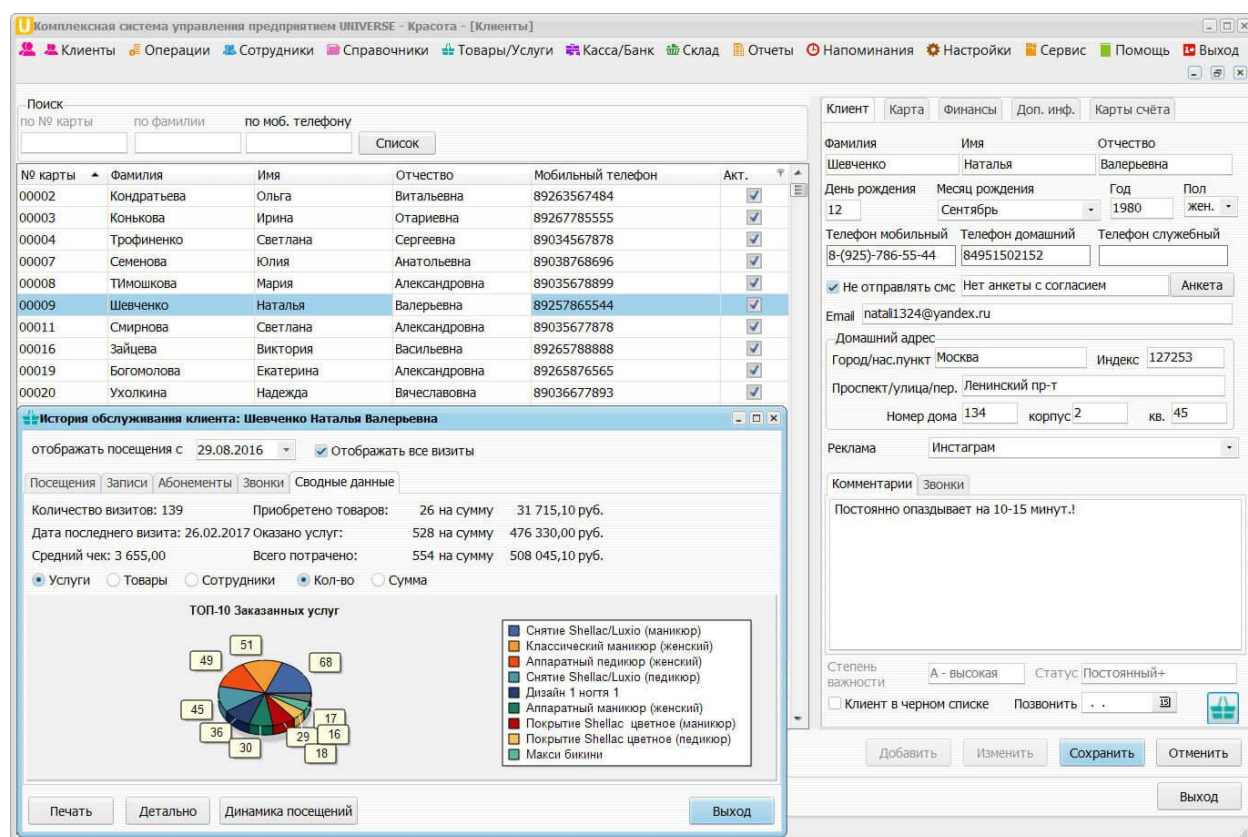 Комплексная система управления предприятием UNIVERSE - Красота - [Клиенты]
Клиенты Операции Сотрудники Справочники Товары/Услуги Касса/Банк Склад Отчеты Напоминания Настройки Сервис Помощь Выход
Поиск
по № карты по фамилии по моб. телефону
Список
№ карты Фамилия Имя Отчество Мобильный телефон Акт.
00002 Кондратьева Ольга Витальевна 89263567484
00003 Конькова Ирина Отариевна 89267785555
00004 Трофиненко Светлана Сергеевна 89034567878
00007 Семенова Юлия Анатольевна 89038768696
00008 ТИмошкова Мария Александровна 89035678899
00009 Шевченко Наталья Валерьевна 89257865544
00011 Смирнова Светлана Александровна 89035677878
00016 Зайцева Виктория Васильевна 89265788888
00019 Богомолова Екатерина Александровна 89265876565
00020 Ухолкина Надежда Вячеславовна 89036677893
История обслуживания клиента: Шевченко Наталья Валерьевна
отображать посещения с 29.08.2016 Отображать все визиты
Посещения Записи Абонементы Звонки Сводные данные
Количество визитов: 139 Приобретено товаров: 26 на сумму 31 715,10 руб.
Дата последнего визита: 26.02.2017 Оказано услуг: 528 на сумму 476 330,00 руб.
Средний чек: 3 655,00 Всего потрачено: 554 на сумму 508 045,10 руб.
Услуги Товары Сотрудники Кол-во Сумма
ТОП-10 Заказанных услуг
51
49
68
45
36
30
29
17
16
18
Снятие Shellac/Luxio (маникюр)
Классический маникюр (женский)
Аппаратный педикюр (женский)
Снятие Shellac/Luxio (педикюр)
Дизайн 1 ногтя 1
Аппаратный маникюр (женский)
Покрытие Shellac цветное (маникюр)
Покрытие Shellac цветное (педикюр)
Макси бикини
Печать Детально Динамика посещений Выход
Клиент Карта Финансы Доп. инф. Карты счёта
Фамилия Имя Отчество
Шевченко Наталья Валерьевна
День рождения Месяц рождения Год Пол
12 Сентябрь 1980 жен.
Телефон мобильный Телефон домашний Телефон служебный
8-(925)-786-55-44 84951502152
Не отправлять смс Нет анкеты с согласием Анкета
Email natali1324@yandex.ru
Домашний адрес
Город/нас.пункт Москва Индекс 127253
Проспект/улица/пер. Ленинский пр-т
Номер дома 134 корпус 2 кв. 45
Реклама Инстаграм
Комментарии Звонки
Постоянно опаздывает на 10-15 минут.!
Степень важности А - высокая Статус Постоянный+
Клиент в черном списке Позвонить . . 15
Добавить Изменить Сохранить Отменить
Выход